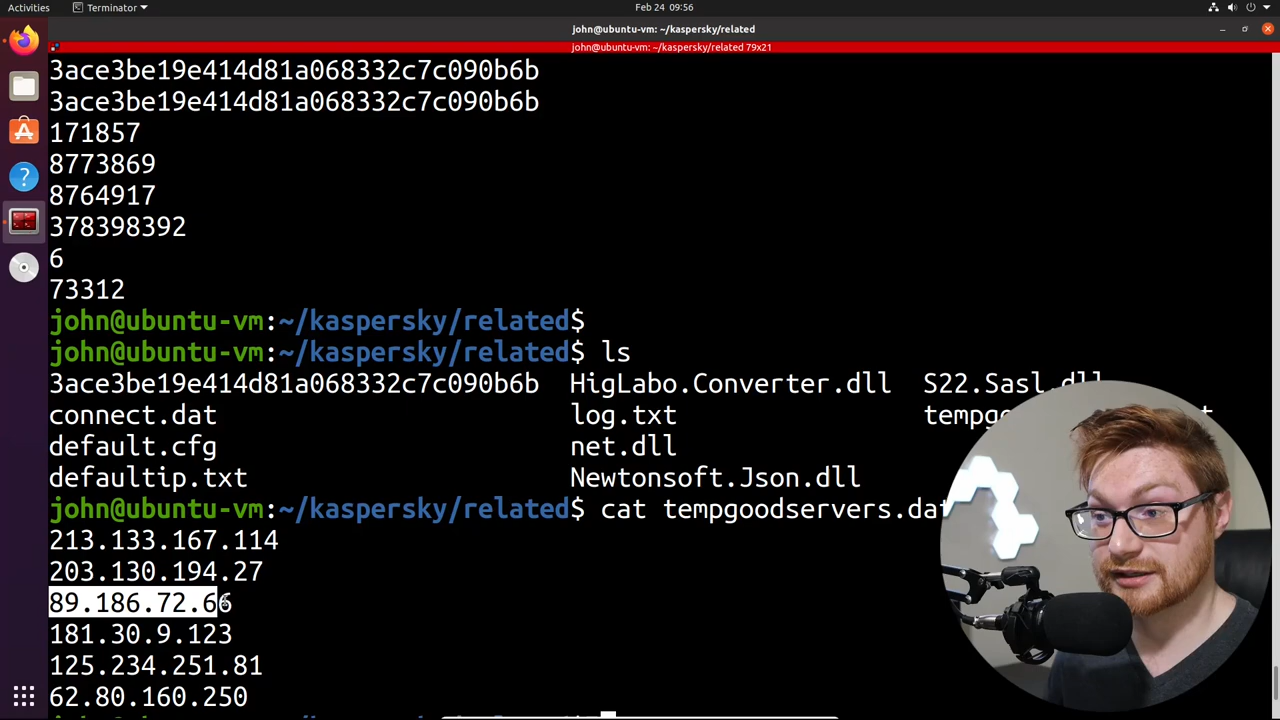 Activities Terminator Feb 24 09:56
john@ubuntu-vm: ~/kaspersky/related
john@ubuntu-vm: ~/kaspersky/related 79x21
3ace3be19e414d81a068332c7c090b6b
3ace3be19e414d81a068332c7c090b6b
171857
8773869
8764917
378398392
6
73312
john@ubuntu-vm:~/kaspersky/related$
john@ubuntu-vm:~/kaspersky/related$ ls
3ace3be19e414d81a068332c7c090b6b HigLabo.Converter.dll S22.Sasl.dll
connect.dat log.txt
default.cfg net.dll
defaultip.txt Newtonsoft.Json.dll
john@ubuntu-vm:~/kaspersky/related$ cat tempgoodservers.dat
213.133.167.114
203.130.194.27
89.186.72.66
181.30.9.123
125.234.251.81
62.80.160.250